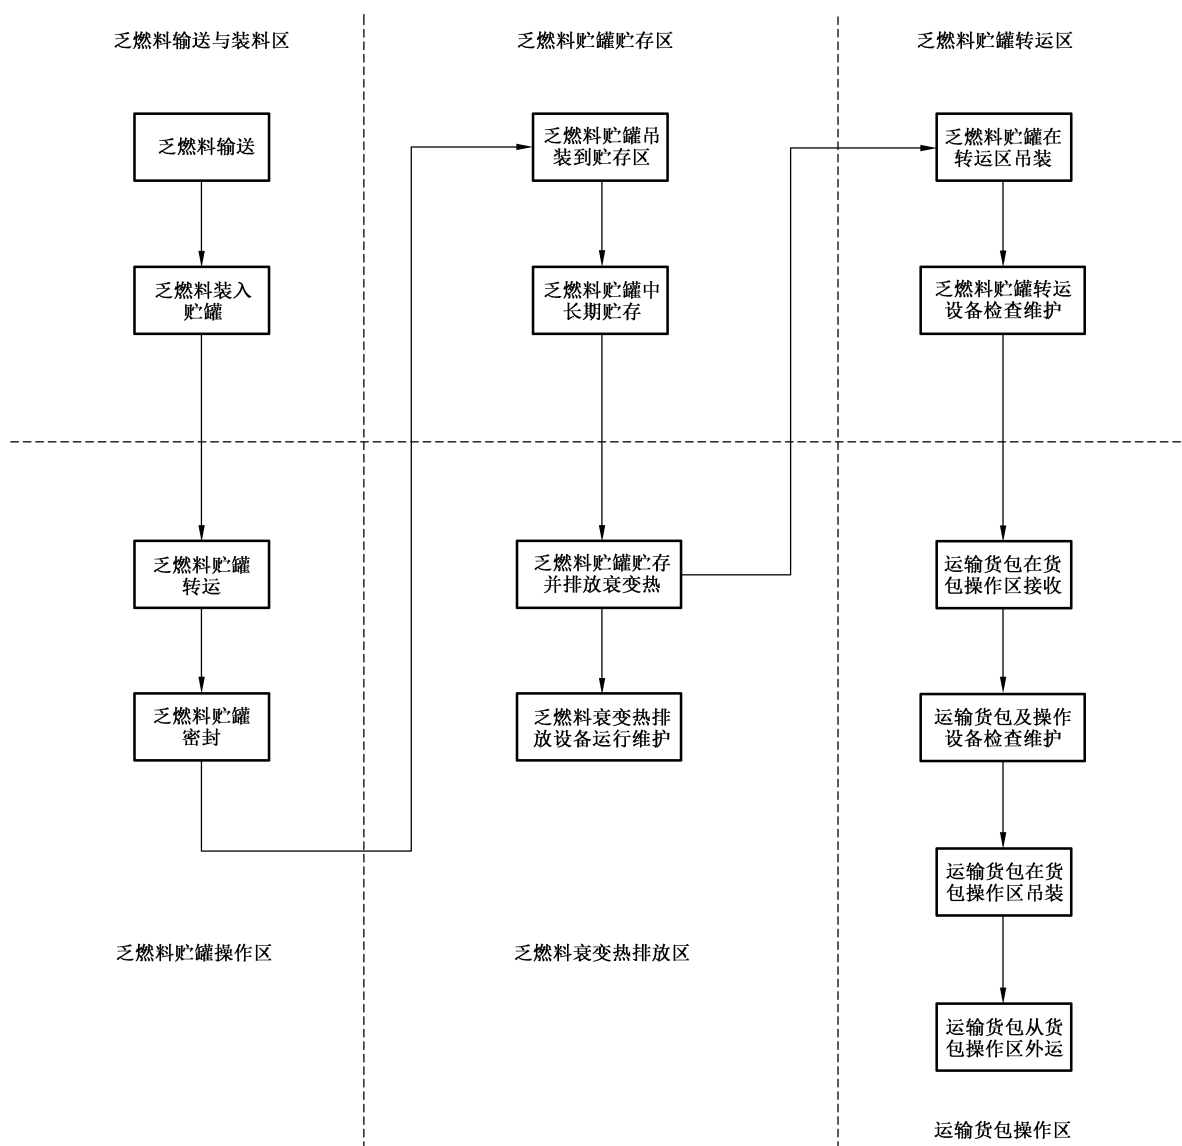 乏燃料输送与装料区
乏燃料贮罐贮存区
乏燃料贮罐转运区
乏燃料输送
乏燃料贮罐吊
装到贮存区
乏燃料贮罐在
转运区吊装
乏燃料装入
贮罐
乏燃料贮罐中
长期贮存
乏燃料贮罐转运
设备检查维护
乏燃料贮罐
转运
乏燃料贮罐贮存
并排放衰变热
运输货包在货
包操作区接收
乏燃料贮罐
密封
乏燃料衰变热排
放设备运行维护
运输货包及操作
设备检查维护
运输货包在货
包操作区吊装
乏燃料贮罐操作区
乏燃料衰变热排放区
运输货包从货
包操作区外运
运输货包操作区